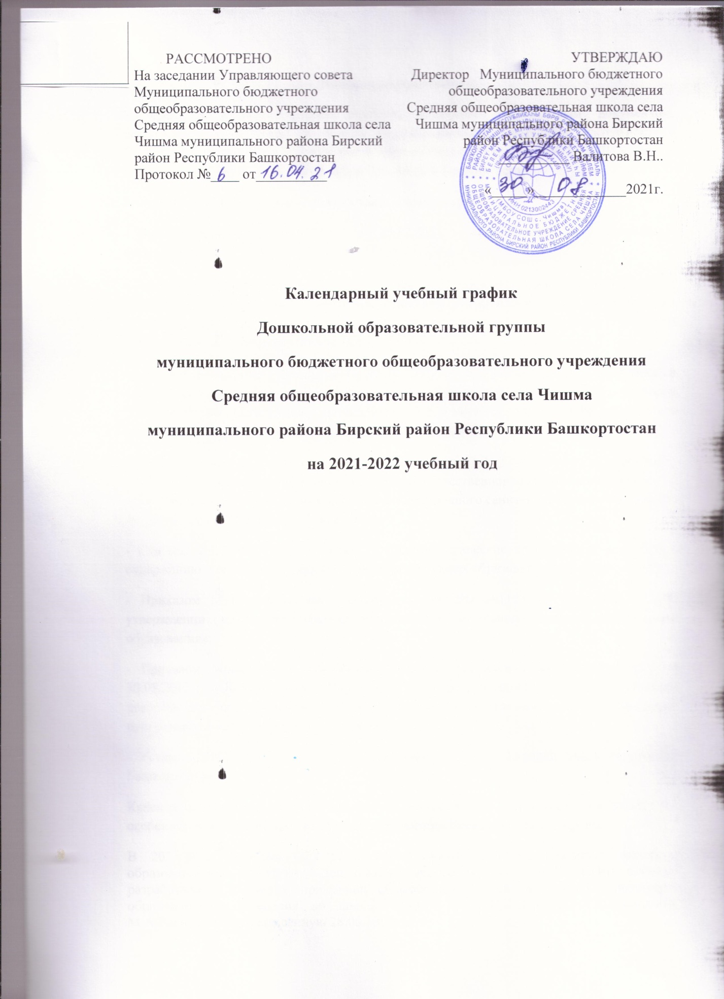 РАССМОТРЕНО
На заседании Управляющего совета
Муниципального бюджетного
общеобразовательного учреждения
Средняя общеобразовательная школа села
Чишма муниципального района Бирский
район Республики Башкортостан
Протокол № 6 от 16.04.21
УТВЕРЖДАЮ
Директор Муниципального бюджетного
общеобразовательного учреждения
Средняя общеобразовательная школа села
Чишма муниципального района Бирский
район Республики Башкортостан
Валитова В.Н..
« 30 » 08 2021г.
ИНН 0213002443
(МБОУ СОШ с. Чишма)
МУНИЦИПАЛЬНОЕ БЮДЖЕТНОЕ
ОБЩЕОБРАЗОВАТЕЛЬНОЕ УЧРЕЖДЕНИЕ СРЕДНЯЯ
ОБЩЕОБРАЗОВАТЕЛЬНАЯ ШКОЛА СЕЛА ЧИШМА
МУНИЦИПАЛЬНОГО РАЙОНА БИРСКИЙ РАЙОН РЕСПУБЛИКИ БАШКОРТОСТАН
Календарный учебный график
Дошкольной образовательной группы
муниципального бюджетного общеобразовательного учреждения
Средняя общеобразовательная школа села Чишма
муниципального района Бирский район Республики Башкортостан
на 2021-2022 учебный год